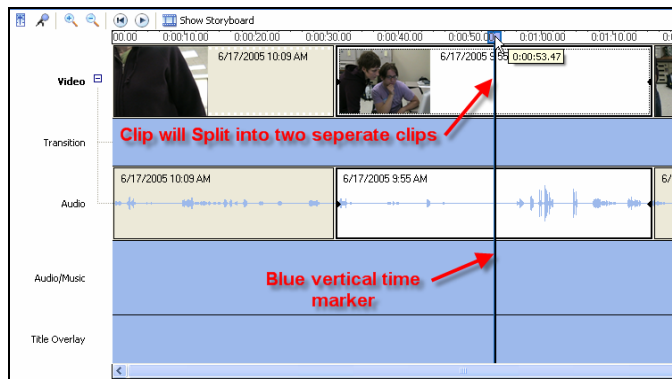 Show Storyboard
00.00 0:00:10.00 0:00:20.00 0:00:30.00 0:00:40.00 0:00:50.0 0:01:00.00 0:01:10.00 0:0
Video
6/17/2005 10:09 AM 6/17/2005 9:55 0:00:53.47
Clip will Split into two seperate clips
Transition
6/17/2005 10:09 AM 6/17/2005 9:55 AM 6/
Audio
Audio/Music
Blue vertical time
marker
Title Overlay